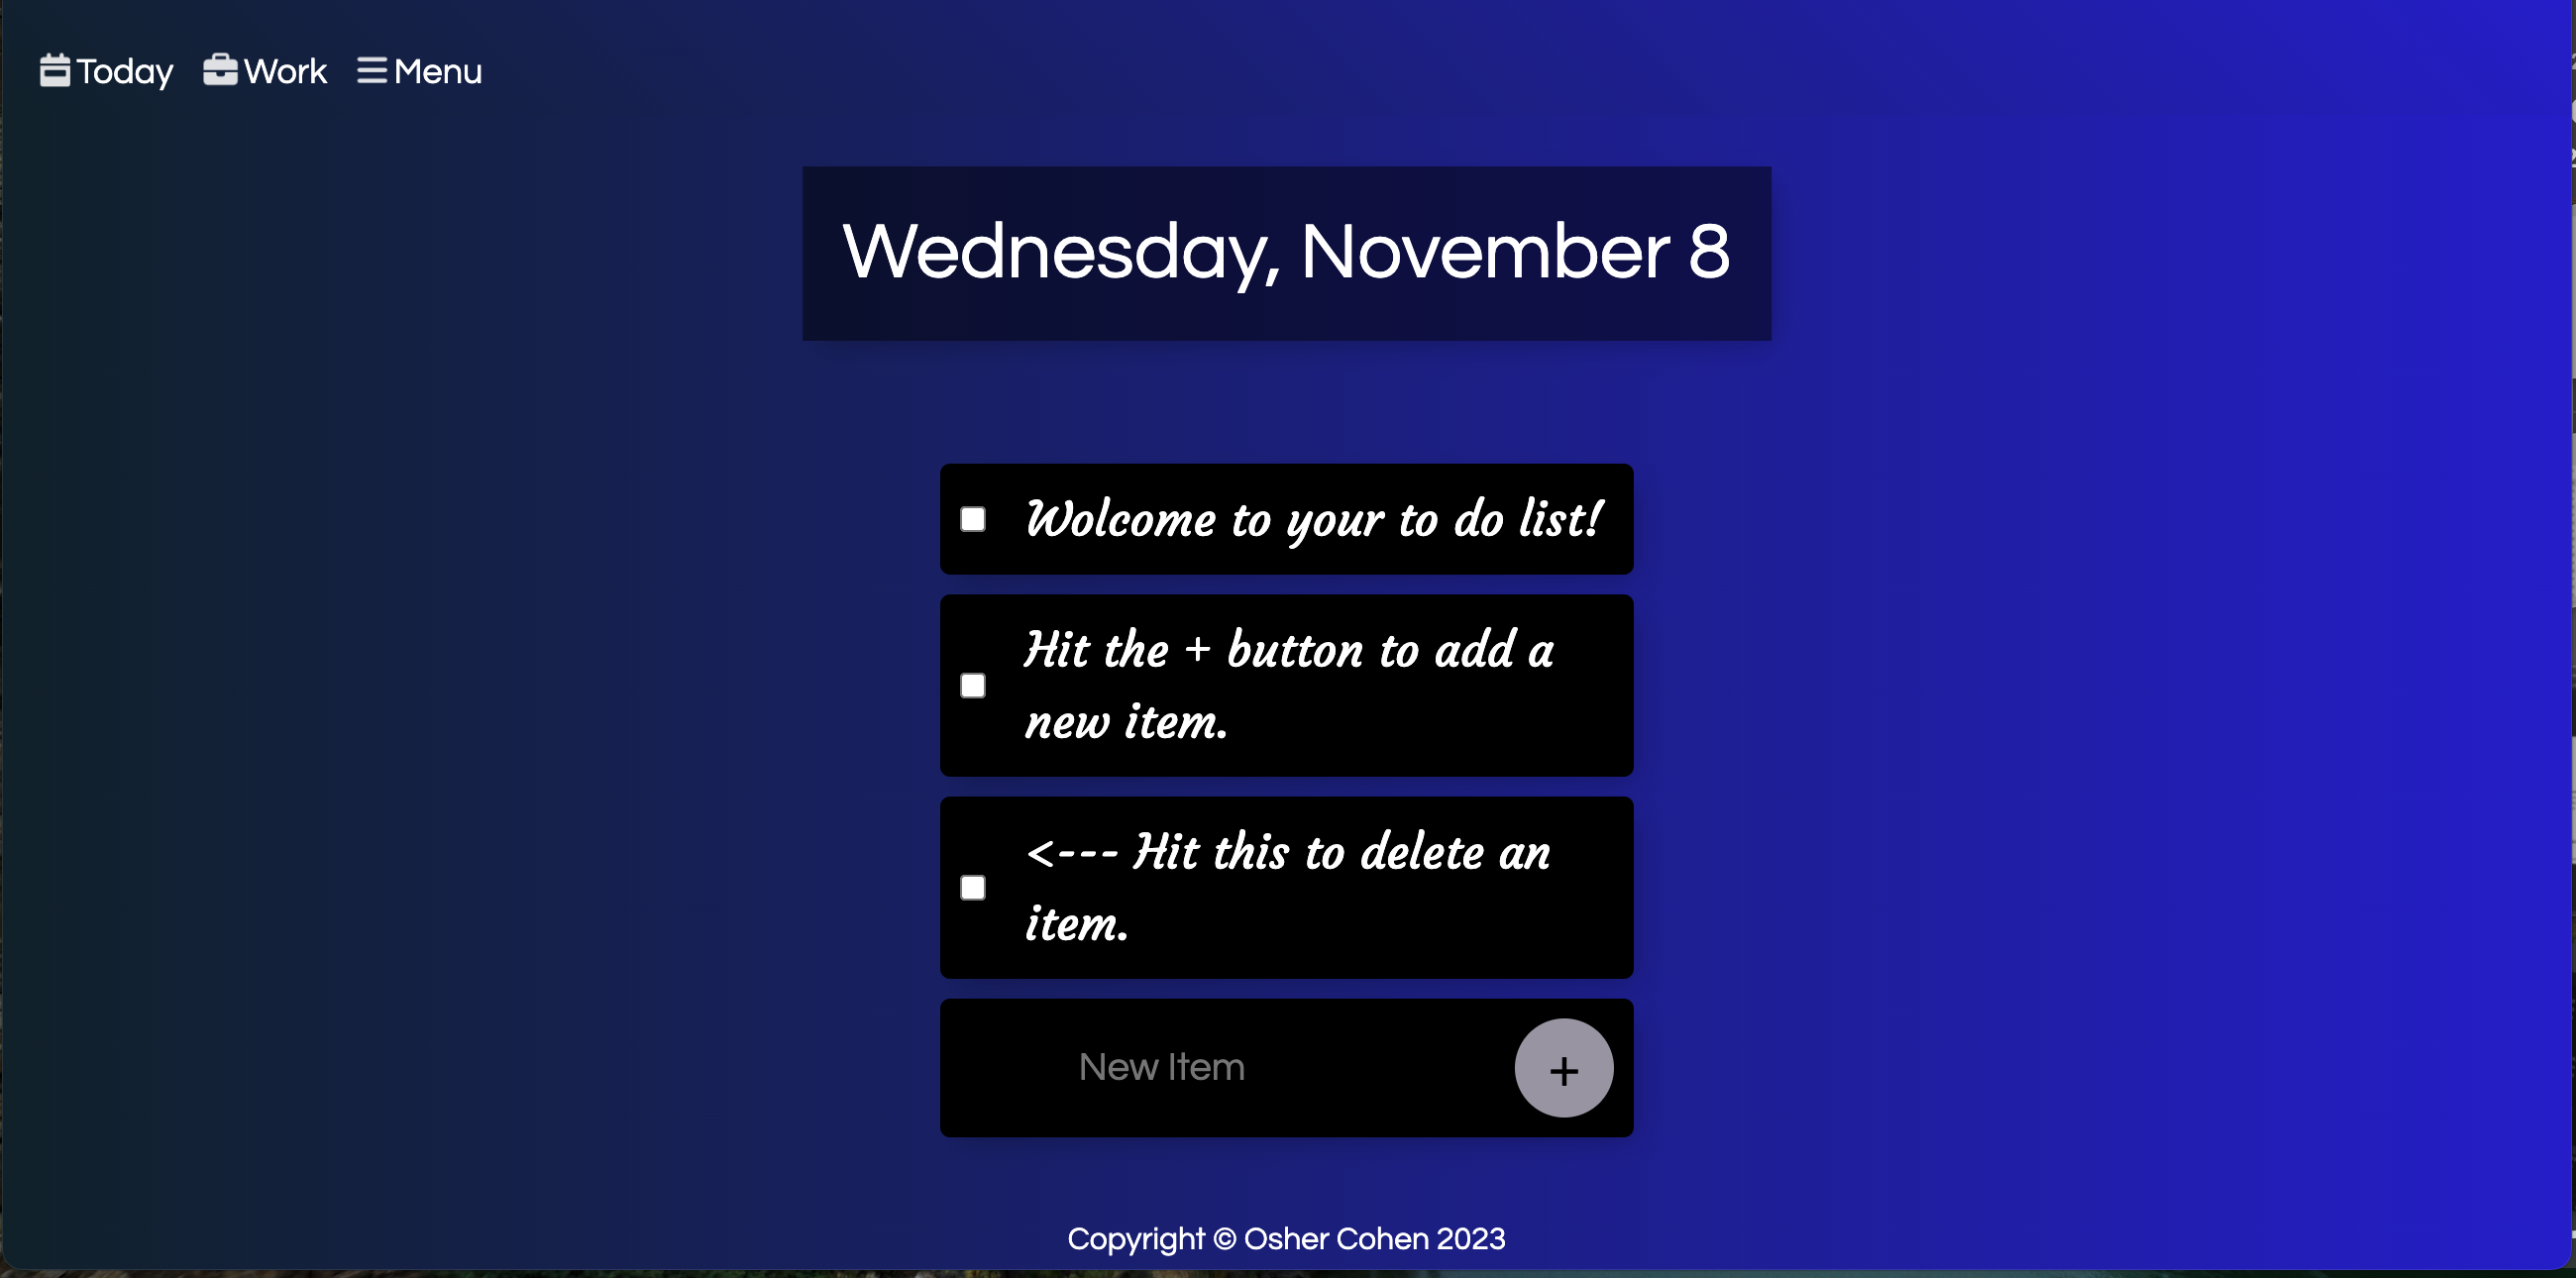 Today Work Menu
Wednesday, November 8
Wolcome to your to do list!
Hit the + button to add a
new item.
<--- Hit this to delete an
item.
New Item +
Copyright © Osher Cohen 2023